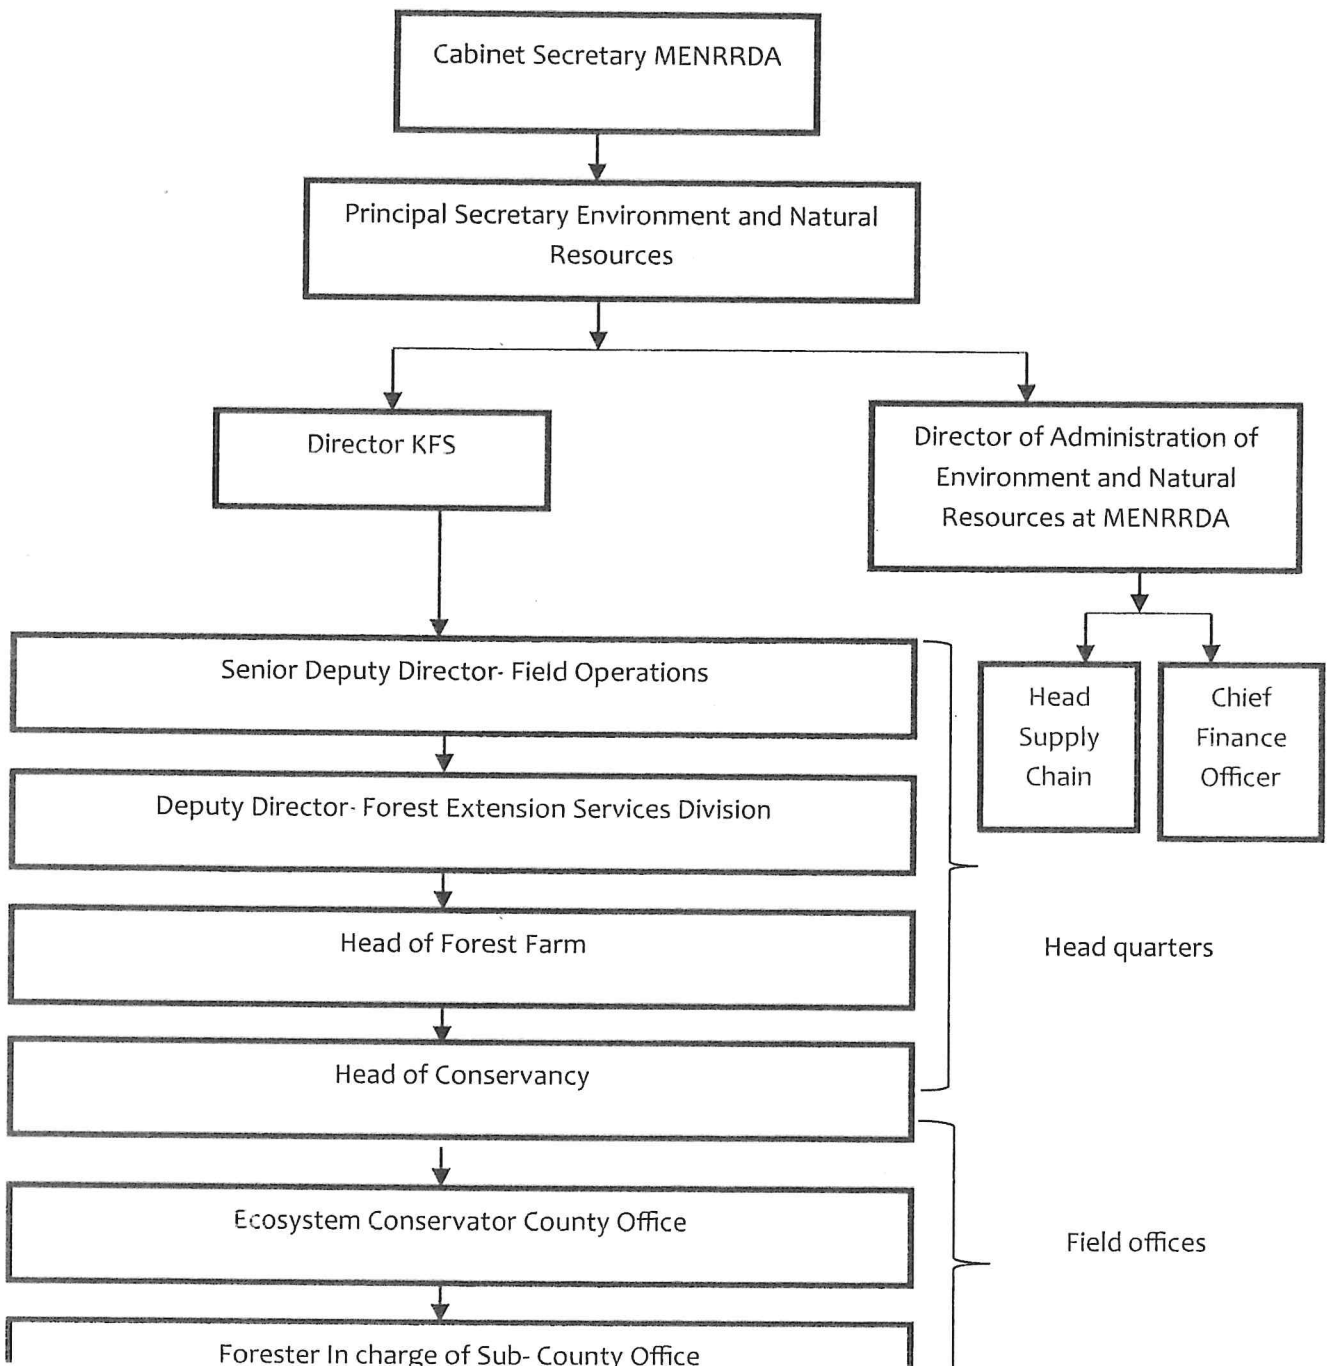 Cabinet Secretary MENRRDA
Principal Secretary Environment and Natural
Resources
Director KFS
Director of Administration of
Environment and Natural
Resources at MENRRDA
Senior Deputy Director- Field Operations
Head
Supply
Chain
Chief
Finance
Officer
Deputy Director- Forest Extension Services Division
Head of Forest Farm
Head quarters
Head of Conservancy
Ecosystem Conservator County Office
Field offices
Forester In charge of Sub- County Office